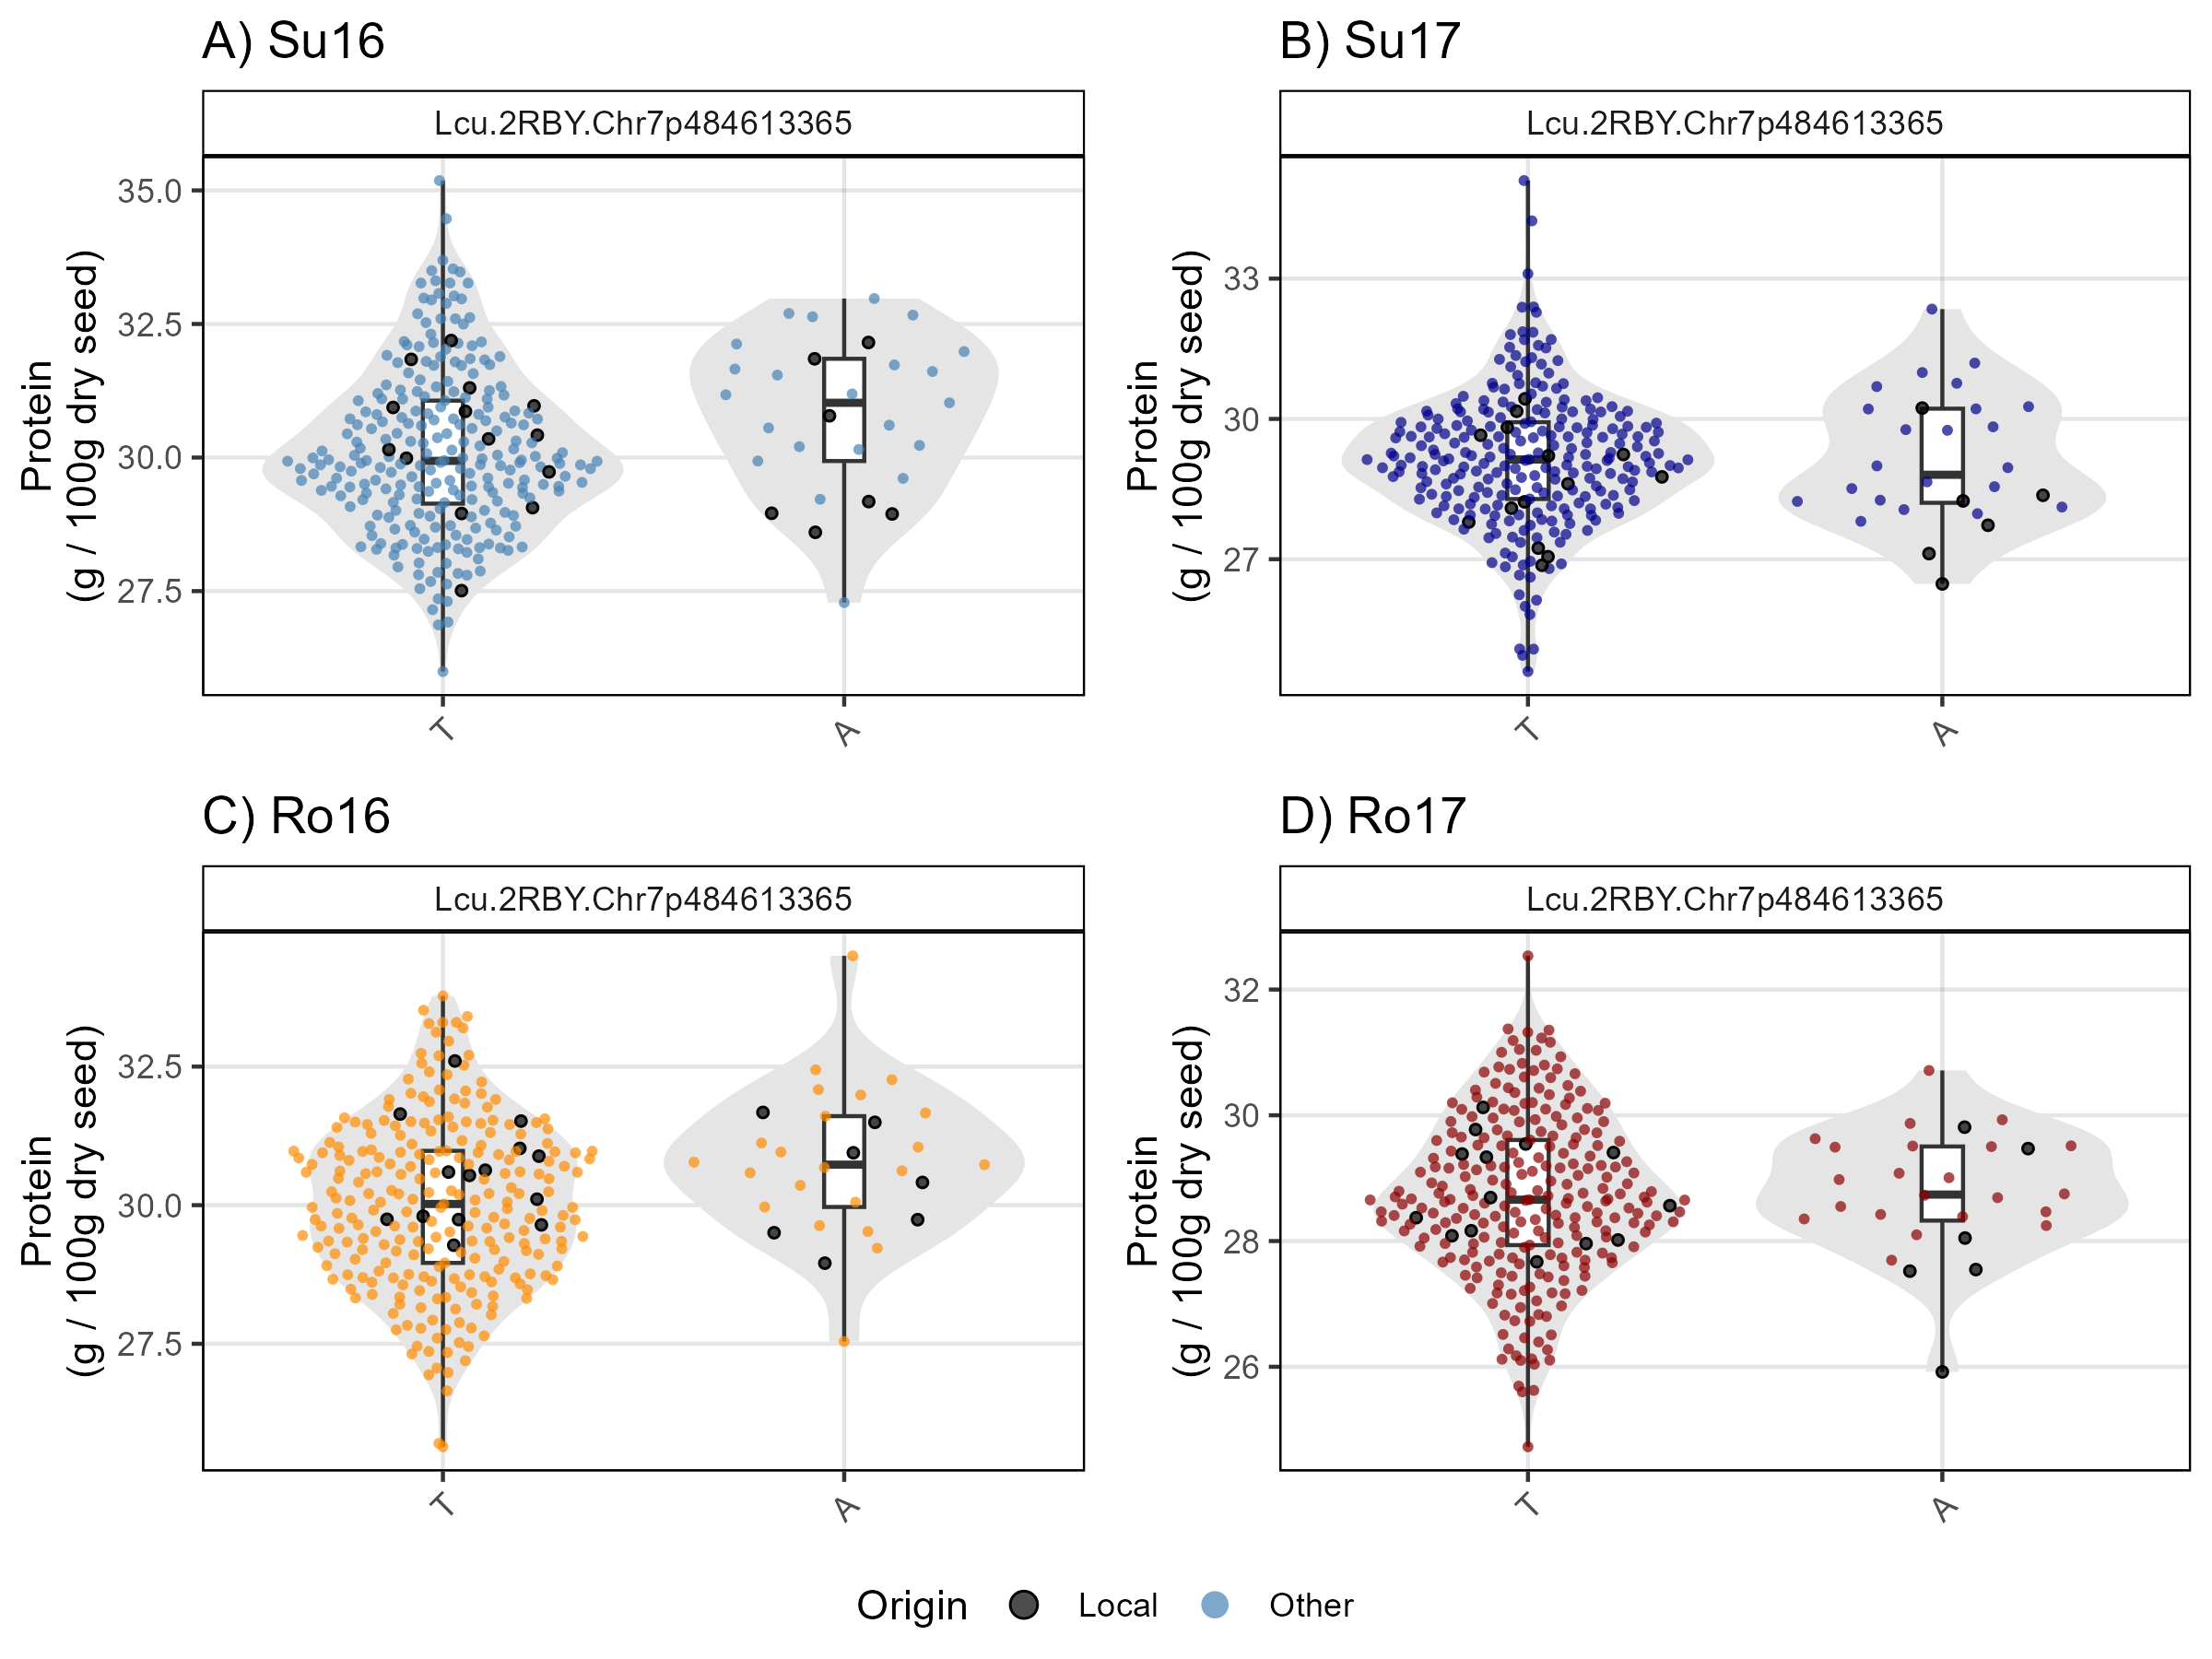 A) Su16
Lcu.2RBY.Chr7p484613365
Protein
(g / 100g dry seed)
35.0
32.5
30.0
27.5
T
A
B) Su17
Lcu.2RBY.Chr7p484613365
Protein
(g / 100g dry seed)
33
30
27
T
A
C) Ro16
Lcu.2RBY.Chr7p484613365
Protein
(g / 100g dry seed)
32.5
30.0
27.5
T
A
D) Ro17
Lcu.2RBY.Chr7p484613365
Protein
(g / 100g dry seed)
32
30
28
26
T
A
Origin Local Other